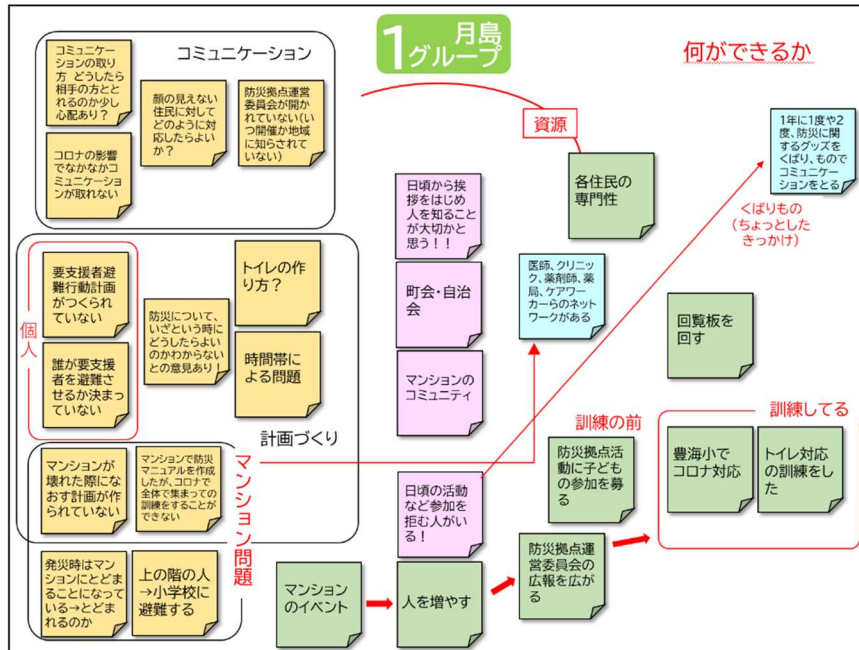 月島
1グループ
何ができるか
コミュニケーション
コミュニケー
ションの取り
方 どうしたら
相手の方とと
れるのか少し
心配あり?
顔の見えない
住民に対して
どのように対
応したらよい
か?
防災拠点運営
委員会が開か
れていない(い
つ開催か地域
に知らされて
いない)
コロナの影響
でなかなかコ
ミュニケーショ
ンが取れない
資源
各住民の
専門性
1年に1度や2
度、防災に関
するグッズを
くばり、もので
コミュニケー
ションをとる
くばりもの
(ちょっとした
きっかけ)
日頃から挨
拶をはじめ
人を知ること
が大切かと
思う!!
町会・自治
会
マンションの
コミュニティ
医師、クリニッ
ク、薬剤師、薬
局、ケアワー
カーらのネット
ワークがある
回覧板を
回す
個人
要支援者避
難行動計画
がつくられ
ていない
誰が要支援
者を避難さ
せるか決まっ
ていない
防災について、
いざという時に
どうしたらよい
のかわからない
との意見あり!
トイレの作
り方?
時間帯に
よる問題
計画づくり
マンション問題
マンションが
壊れた際にな
おす計画が作
られていない
マンションで防災
マニュアルを作成
したが、コロナで
全体で集まっての
訓練をすることが
できない
発災時はマン
ションにとどま
ることになって
いる→とどまれ
るのか
上の階の人
→小学校に
避難する
日頃の活動
など参加を
拒む人がい
る!
訓練の前
防災拠点活
動に子ども
の参加を募
る
訓練してる
豊海小で
コロナ対応
トイレ対応
の訓練をし
た
マンション
のイベント
人を増やす
防災拠点運
営委員会の
広報を広が
る